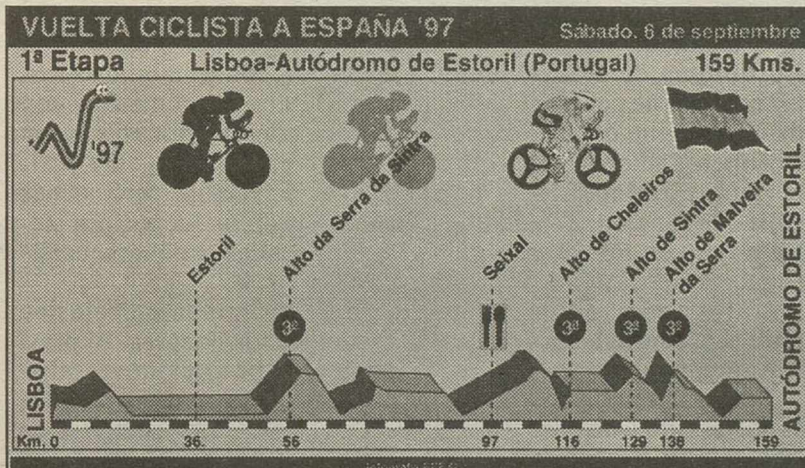 VUELTA CICLISTA A ESPAÑA '97
Sábado, 6 de septiembre
1ª Etapa
Lisboa-Autódromo de Estoril (Portugal)
159 Kms.
'97
Estoril
Alto da Serra da Sintra
Seixal
Alto de Cheleiros
Alto de Sintra
Alto de Malveira
da Serra
3ª
3ª
3ª
3ª
LISBOA
AUTÓDROMO DE ESTORIL
Km. 0
36.
56
97
116
129
138
159